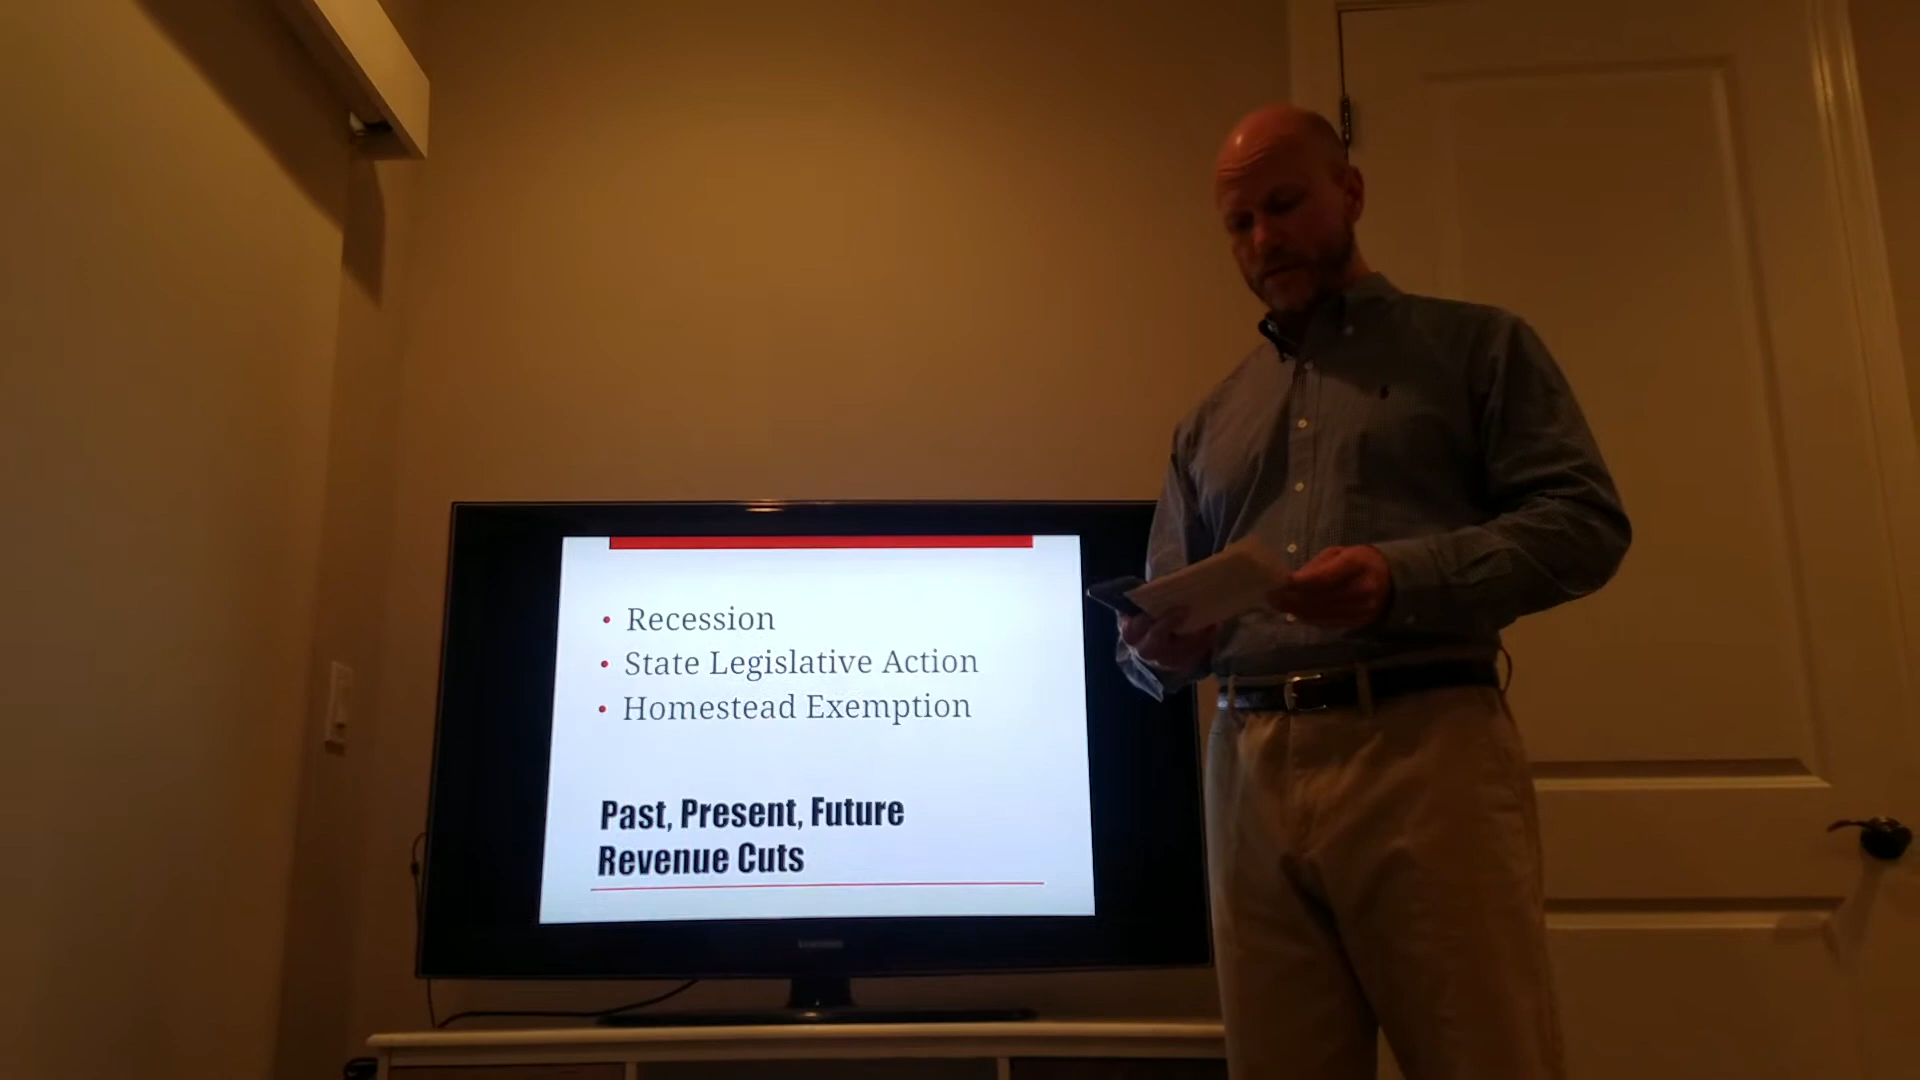 • Recession
• State Legislative Action
• Homestead Exemption
Past, Present, Future
Revenue Cuts